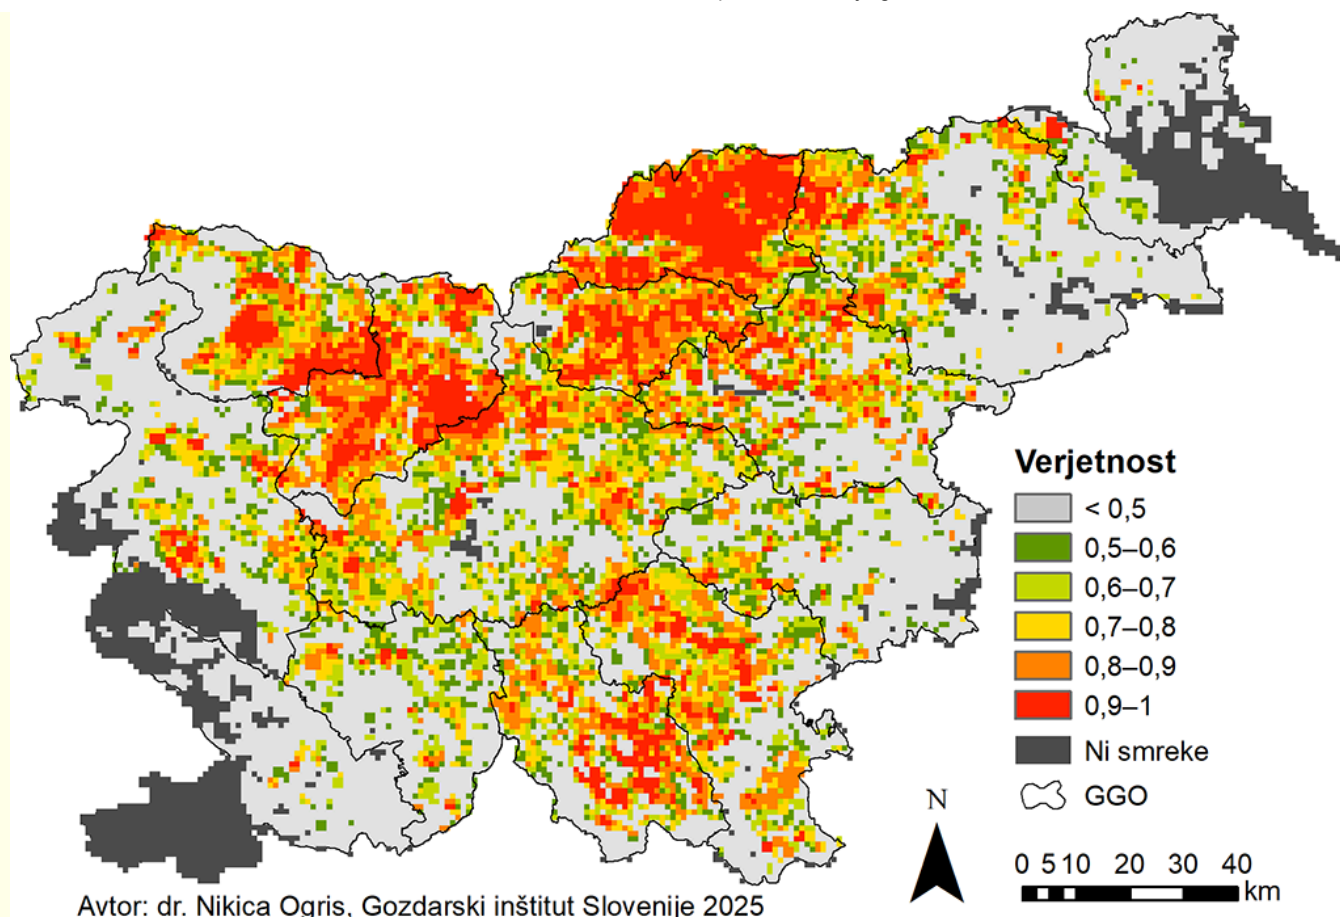 Verjetnost
< 0,5
0,5–0,6
0,6–0,7
0,7–0,8
0,8–0,9
0,9–1
Ni smreke
GGO
N
0 5 10 20 30 40
km
Avtor: dr. Nikica Ogris, Gozdarski inštitut Slovenije 2025